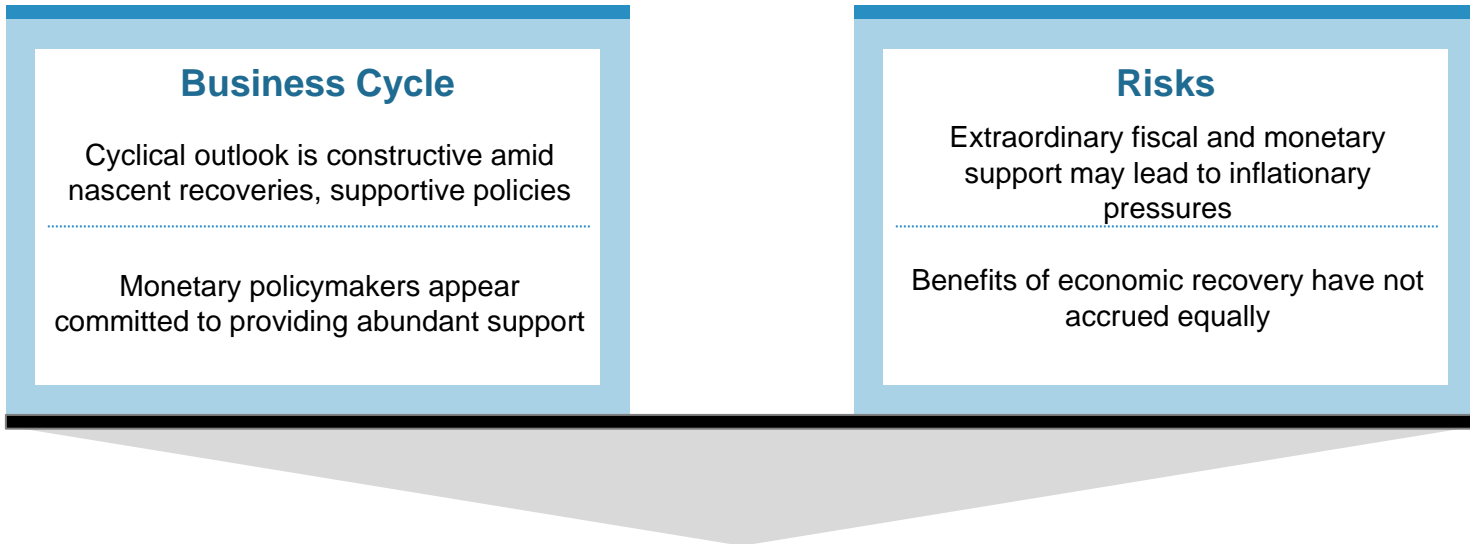 Business Cycle
Cyclical outlook is constructive amid
nascent recoveries, supportive policies
Monetary policymakers appear
committed to providing abundant support
Risks
Extraordinary fiscal and monetary
support may lead to inflationary
pressures
Benefits of economic recovery have not
accrued equally